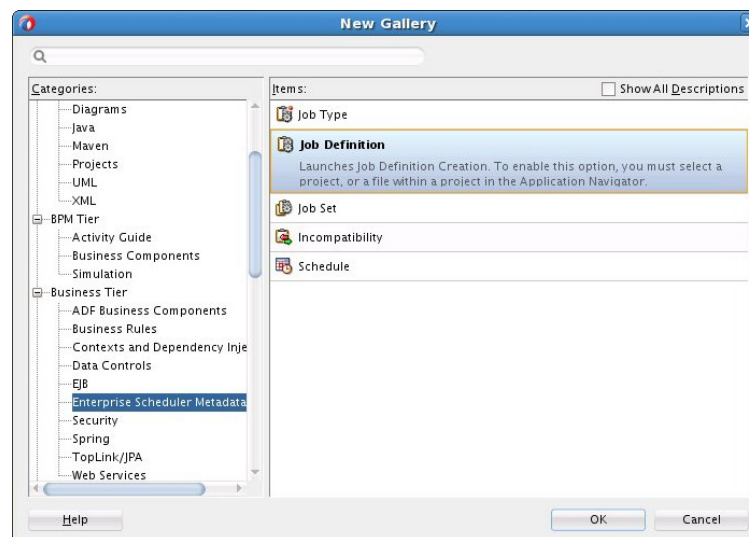 New Gallery
Categories:
Diagrams
Java
Maven
Projects
UML
XML
BPM Tier
Activity Guide
Business Components
Simulation
Business Tier
ADF Business Components
Business Rules
Contexts and Dependency Inje
Data Controls
EJB
Enterprise Scheduler Metadata
Security
Spring
TopLink/JPA
Web Services
Items:
Show All Descriptions
Job Type
Job Definition
Launches Job Definition Creation. To enable this option, you must select a
project, or a file within a project in the Application Navigator.
Job Set
Incompatibility
Schedule
Help
OK
Cancel